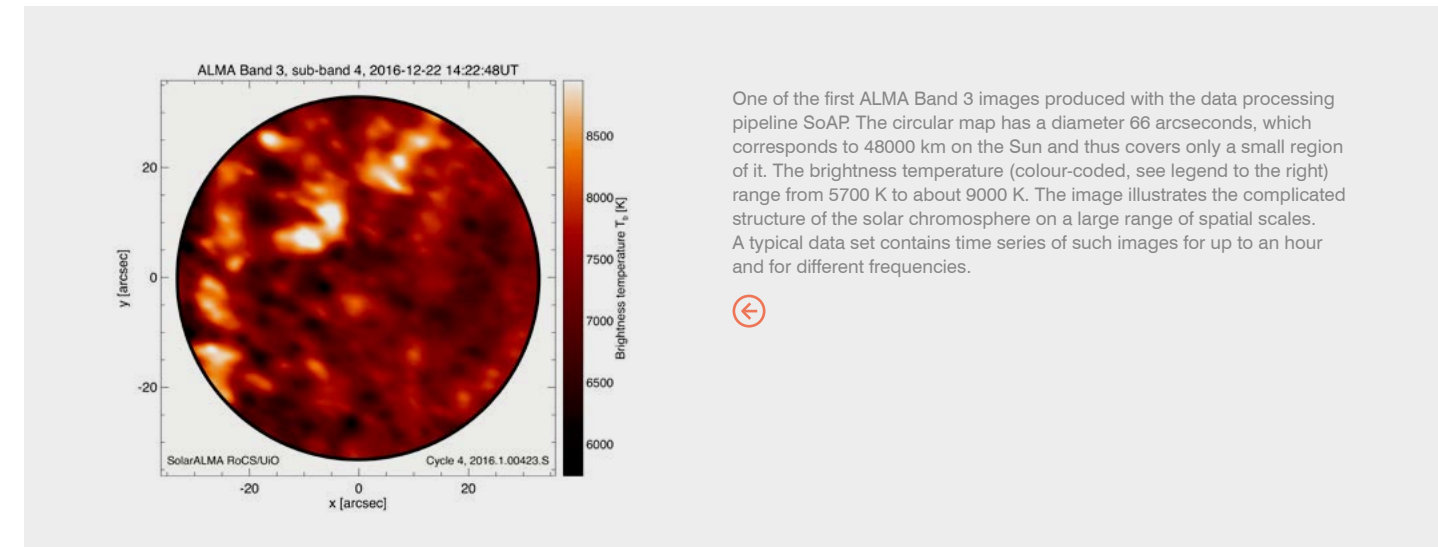 ALMA Band 3, sub-band 4, 2016-12-22 14:22:48UT
20
0
-20
y [arcsec]
SolarALMA RoCS/UiO
Cycle 4, 2016.1.00423.S
-20
0
20
x [arcsec]
8500
8000
7500
7000
6500
6000
Brightness temperature T_b [K]
One of the first ALMA Band 3 images produced with the data processing
pipeline SoAP. The circular map has a diameter 66 arcseconds, which
corresponds to 48000 km on the Sun and thus covers only a small region
of it. The brightness temperature (colour-coded, see legend to the right)
range from 5700 K to about 9000 K. The image illustrates the complicated
structure of the solar chromosphere on a large range of spatial scales.
A typical data set contains time series of such images for up to an hour
and for different frequencies.